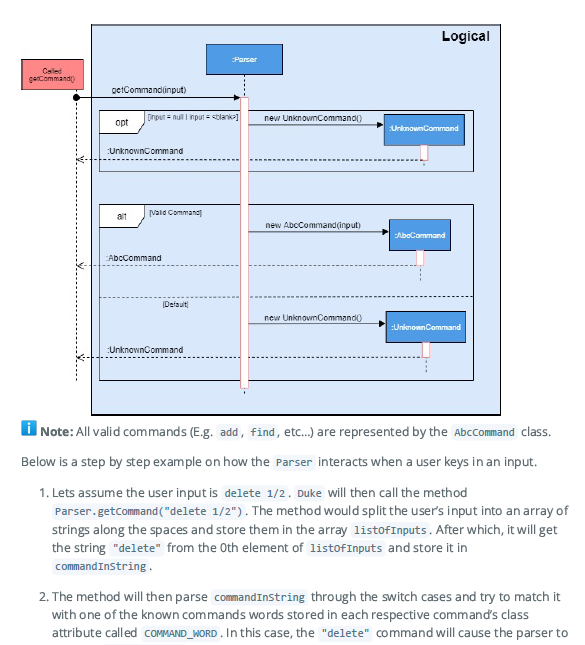 Logical
:Parser
Called
getCommand()
getCommand(input)
opt
[input = null | input = <blank>]
new UnknownCommand()
:UnknownCommand
:UnknownCommand
alt
[Valid Command]
new AbcCommand(input)
:AbcCommand
:AbcCommand
[Default]
new UnknownCommand()
:UnknownCommand
:UnknownCommand
i Note: All valid commands (E.g. add, find, etc...) are represented by the AbcCommand class.
Below is a step by step example on how the Parser interacts when a user keys in an input.
1. Lets assume the user input is delete 1/2. Duke will then call the method
Parser.getCommand("delete 1/2"). The method would split the user's input into an array of
strings along the spaces and store them in the array listOfInputs. After which, it will get
the string "delete" from the 0th element of listOfInputs and store it in
commandInString.
2. The method will then parse commandInString through the switch cases and try to match it
with one of the known commands words stored in each respective command's class
attribute called COMMAND_WORD. In this case, the "delete" command will cause the parser to